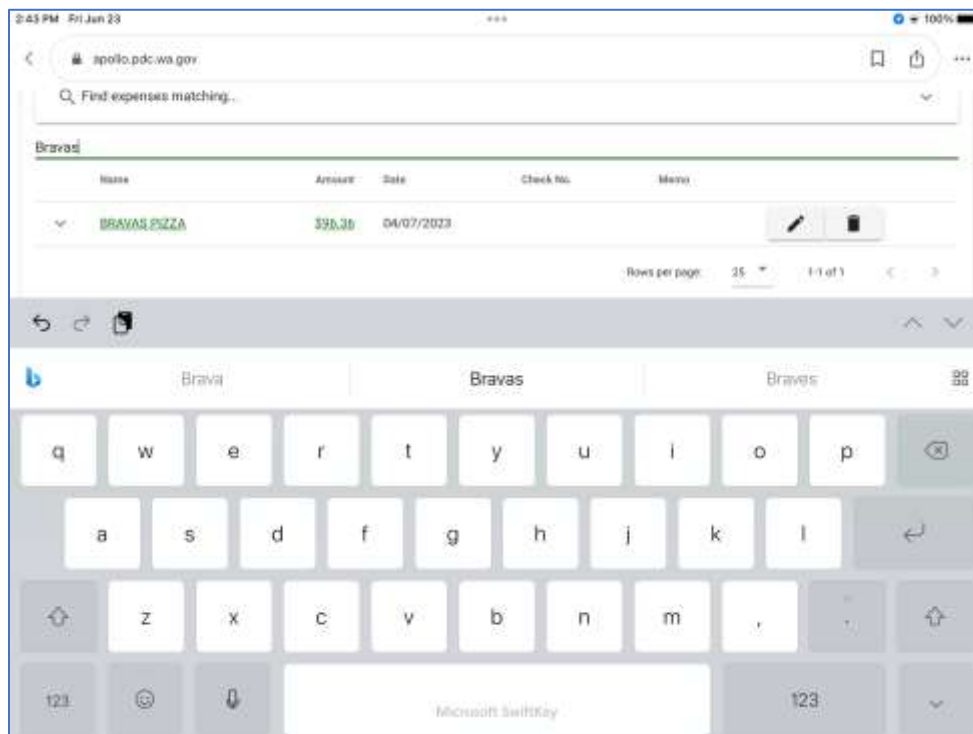 2:43 PM Fri Jun 23
100%
apollo.pdc.wa.gov
Find expenses matching...
Bravas
Name Amount Date Check No. Memo
BRAVAS PIZZA $96.36 04/07/2023
Rows per page: 25 1-1 of 1
Brava Bravas Braves
q w e r t y u i o p
a s d f g h j k l
z x c v b n m , .
123 Microsoft SwiftKey 123